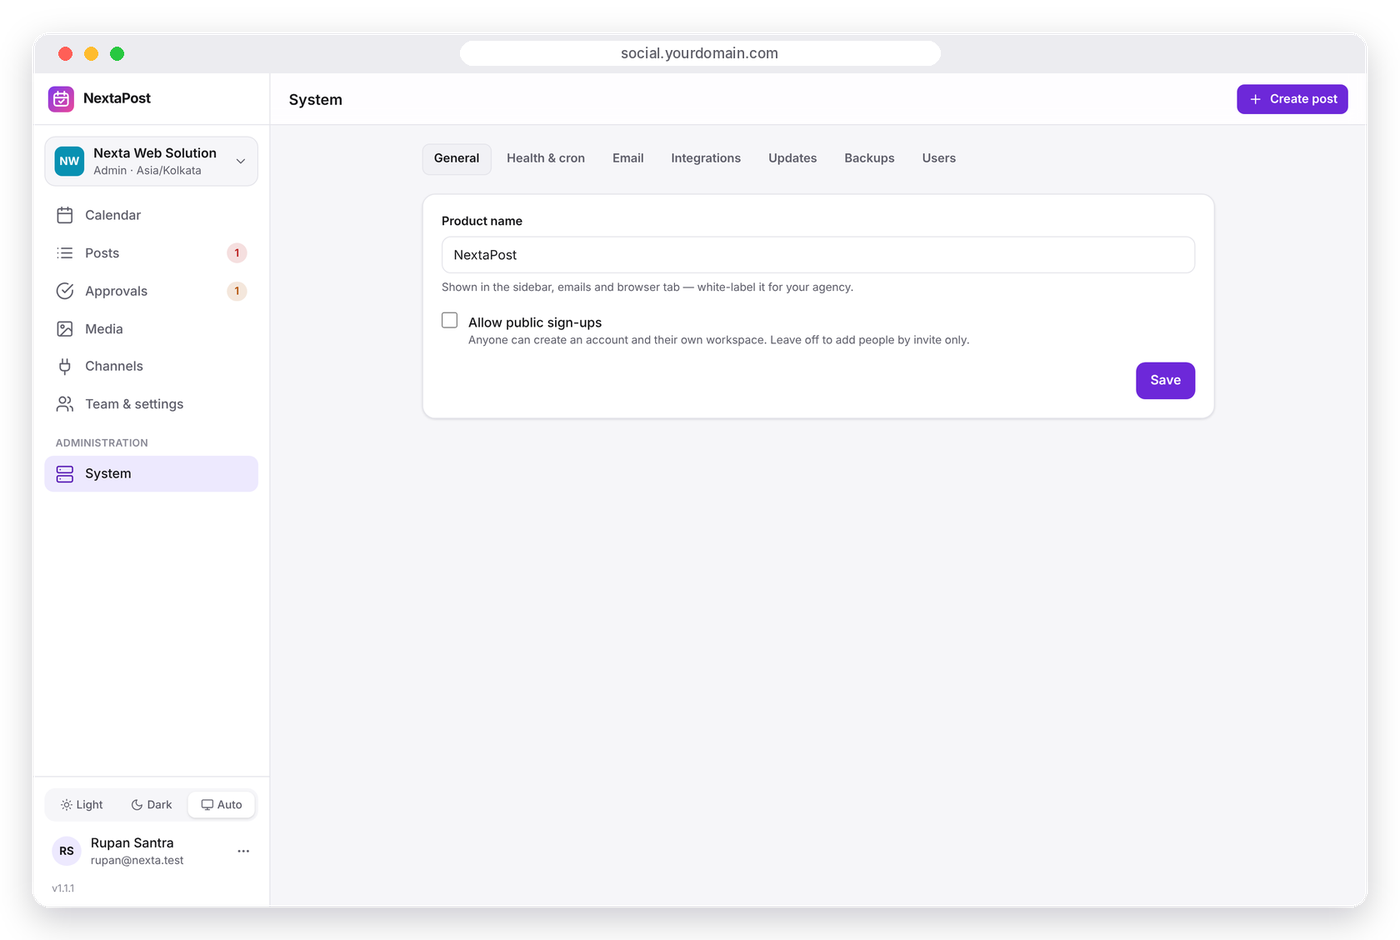 social.yourdomain.com
NextaPost
System
Create post
NW
Nexta Web Solution
Admin · Asia/Kolkata
Calendar
Posts 1
Approvals 1
Media
Channels
Team & settings
ADMINISTRATION
System
General Health & cron Email Integrations Updates Backups Users
Product name
NextaPost
Shown in the sidebar, emails and browser tab — white-label it for your agency.
Allow public sign-ups
Anyone can create an account and their own workspace. Leave off to add people by invite only.
Save
Light Dark Auto
RS
Rupan Santra
rupan@nexta.test
v1.1.1